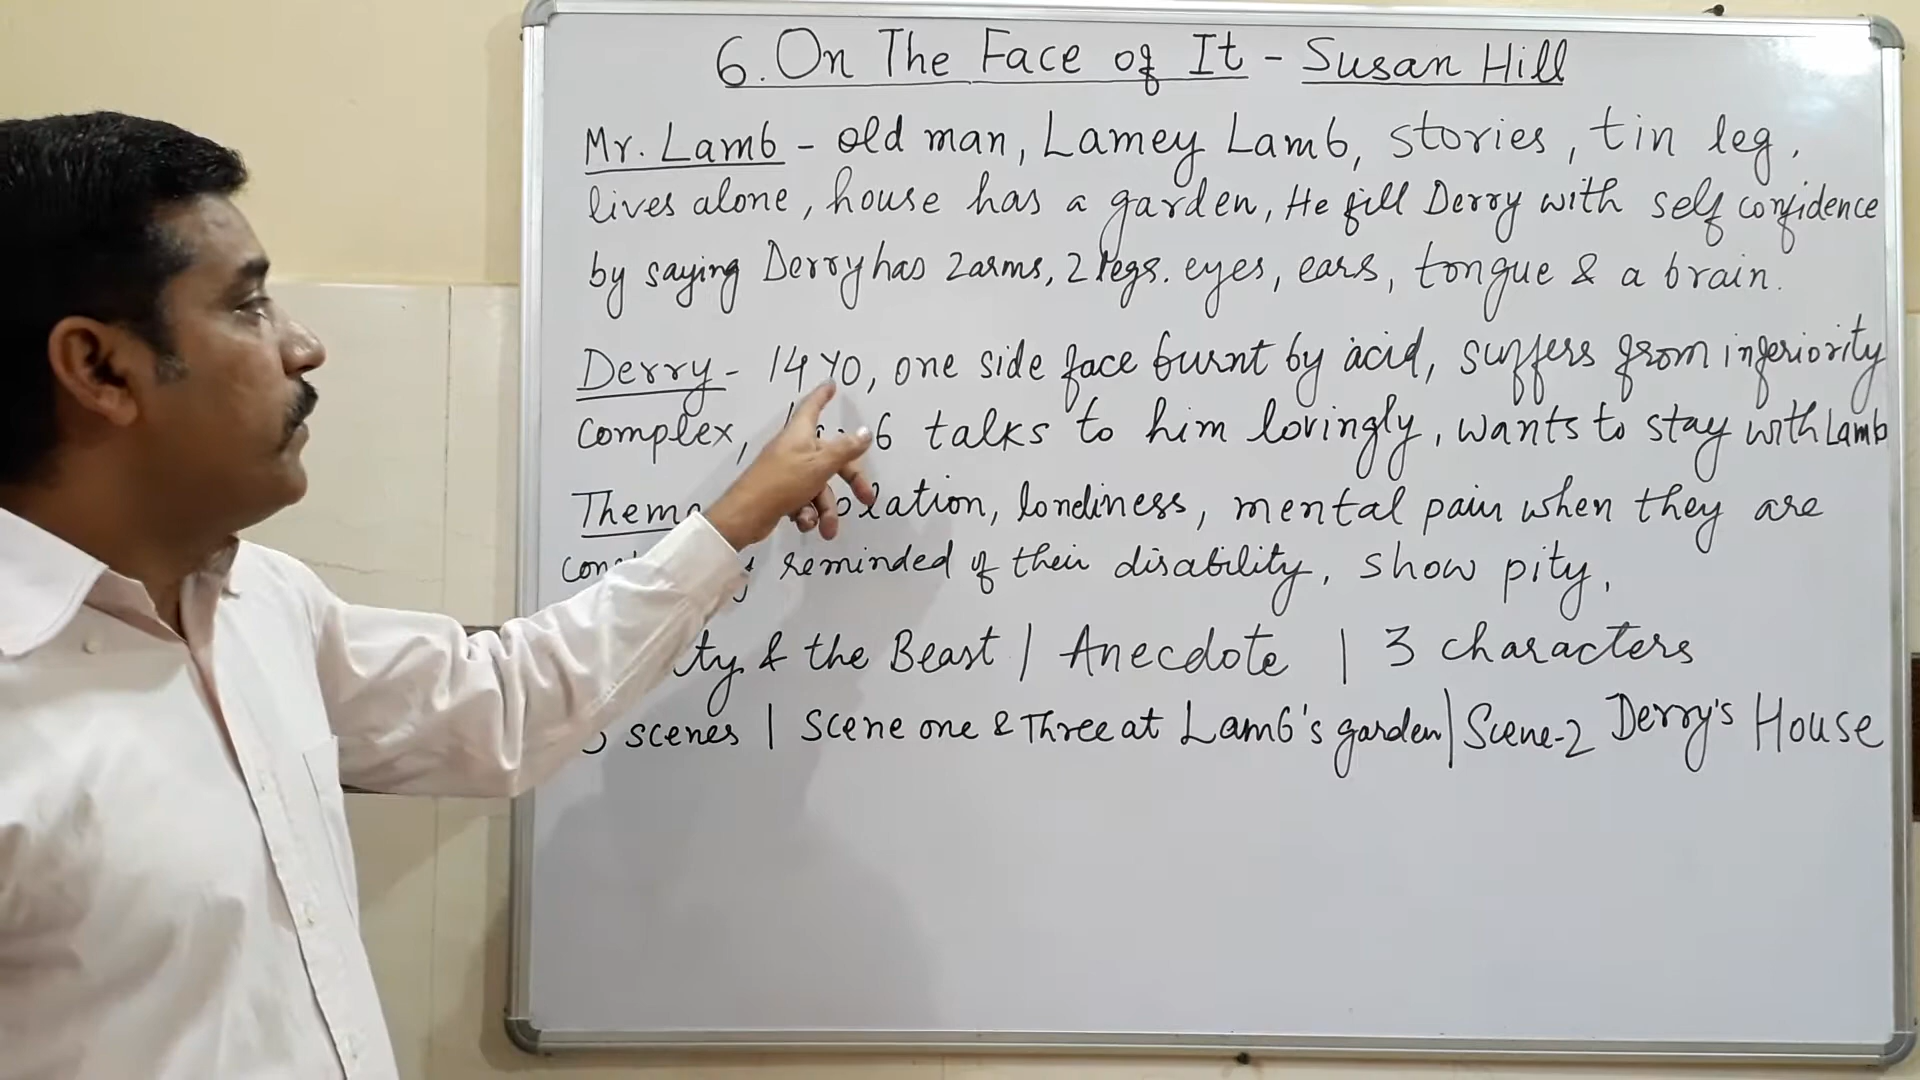 6. On The Face of It - Susan Hill
Mr. Lamb - old man, Lamey Lamb, stories, tin leg,
lives alone, house has a garden, He fill Derry with self confidence
by saying Derry has 2 arms, 2 legs. eyes, ears, tongue & a brain.
Derry - 14 YO, one side face burnt by acid, suffers from inferiority
complex, talks to him lovingly, wants to stay with Lamb
lonliness, mental pain when they are
reminded of their disability, show pity,
& the Beast | Anecdote | 3 characters
scenes | Scene one & Three at Lamb's garden | Scene-2 Derry's House